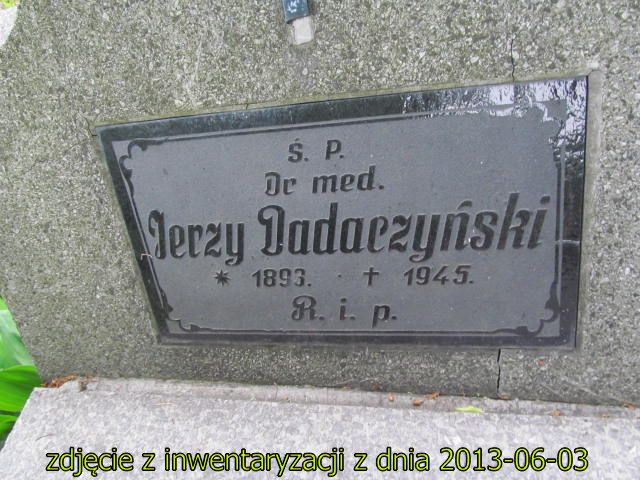 Ś. P.
Dr med.
Jerzy Dadaczyński
* 1893. † 1945.
R. i. p.
zdjęcie z inwentaryzacji z dnia 2013-06-03